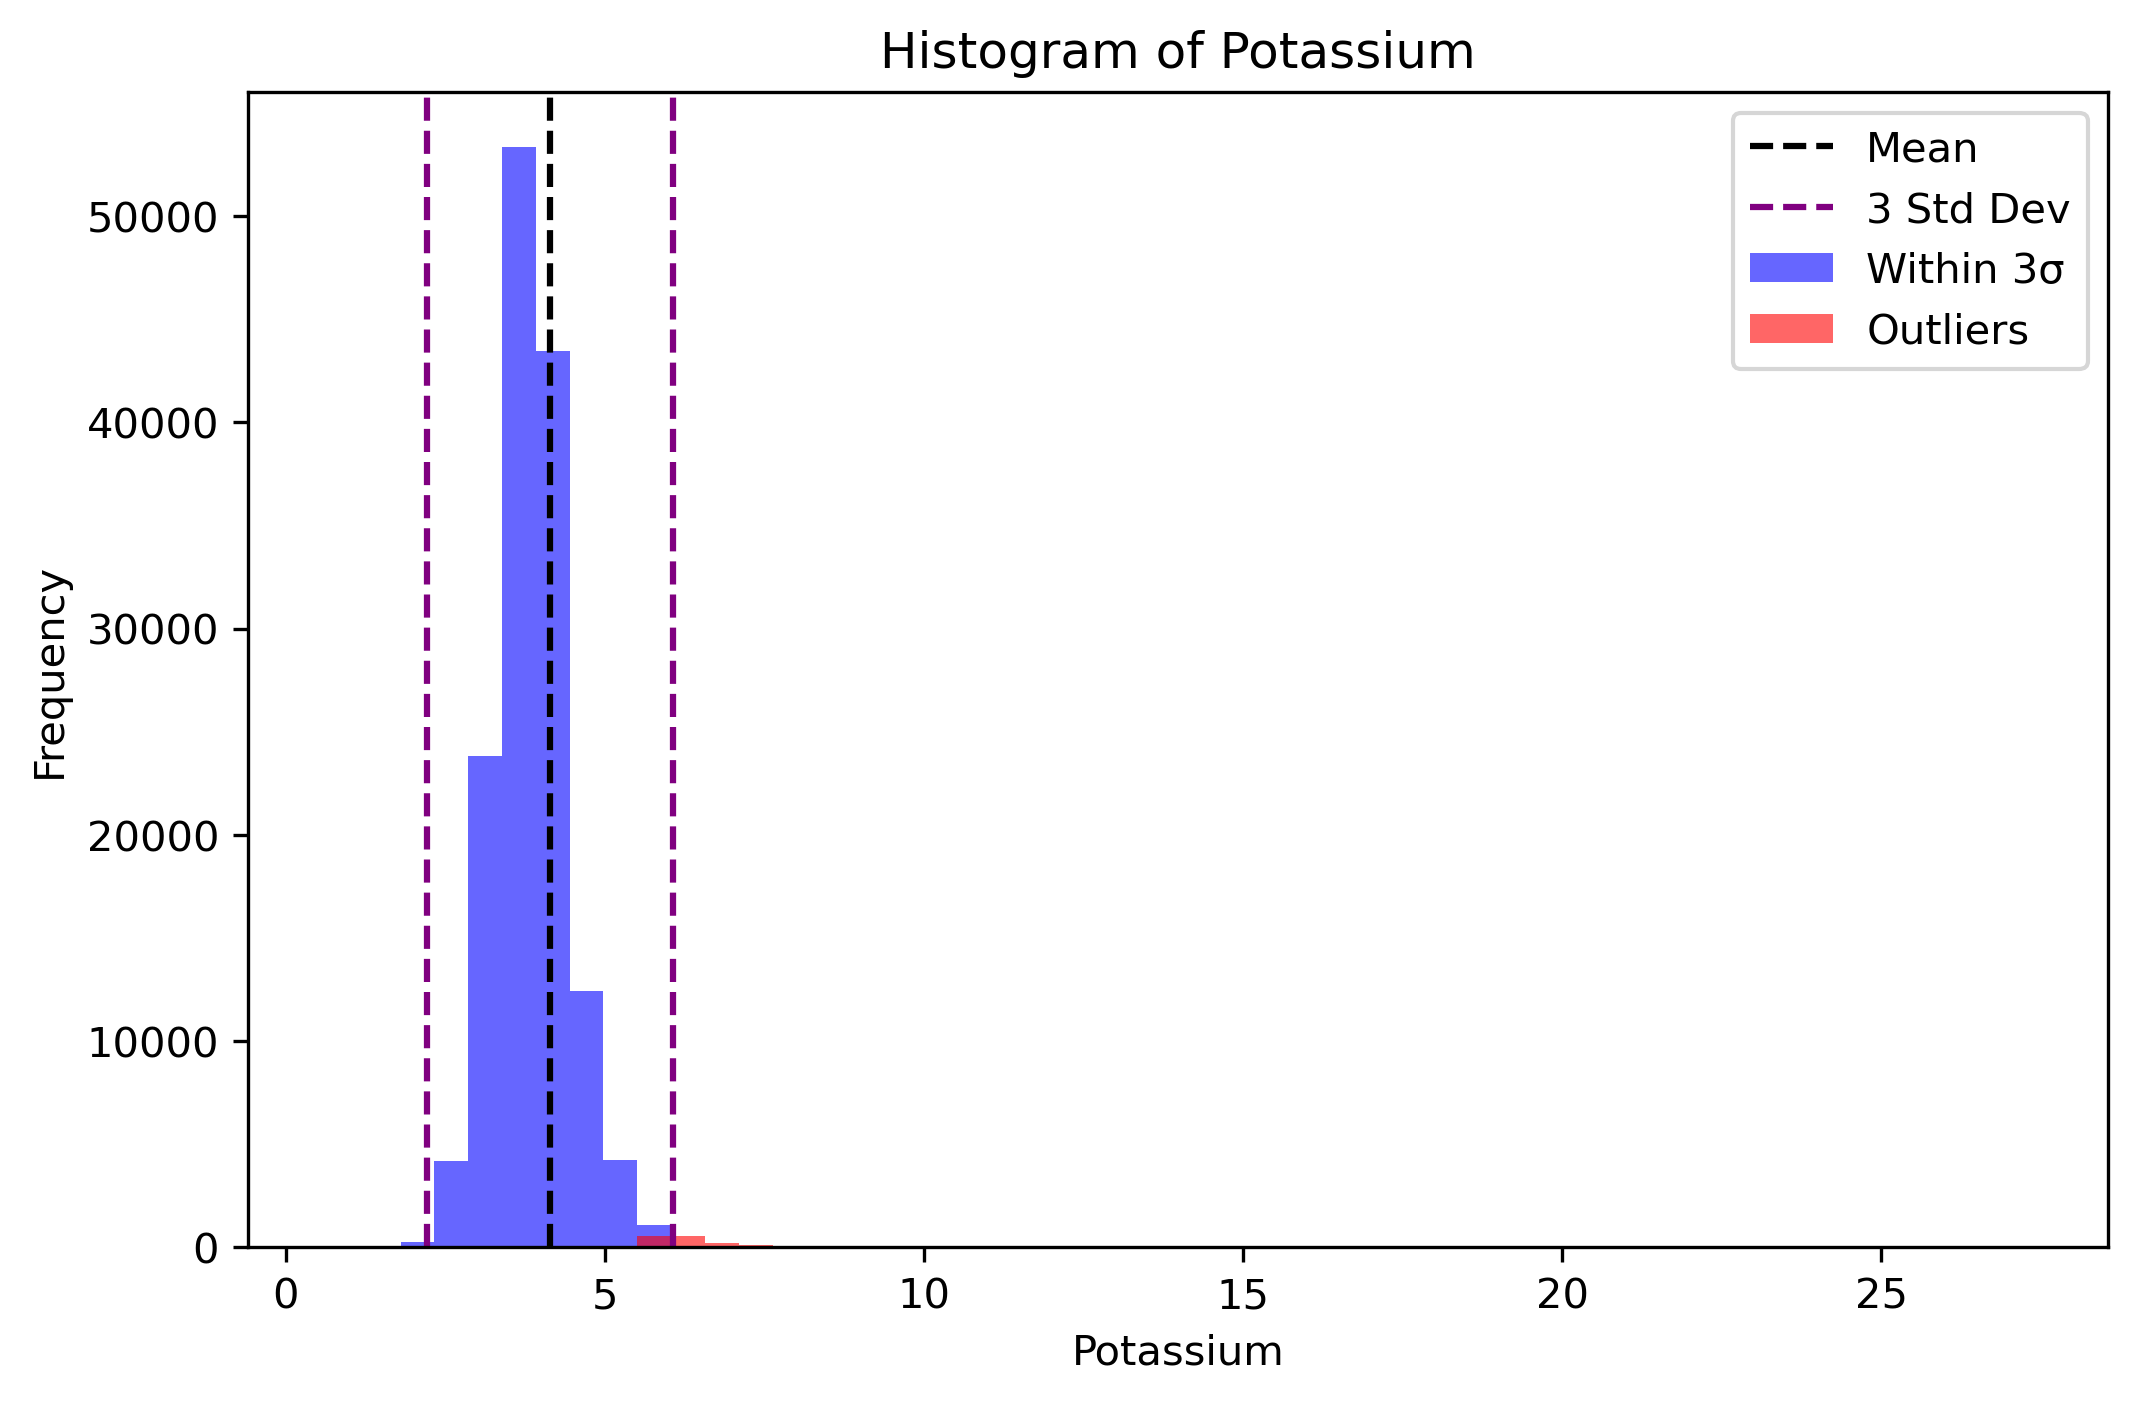 Histogram of Potassium
Mean
3 Std Dev
Within 3σ
Outliers
Frequency
50000
40000
30000
20000
10000
0
0 5 10 15 20 25
Potassium